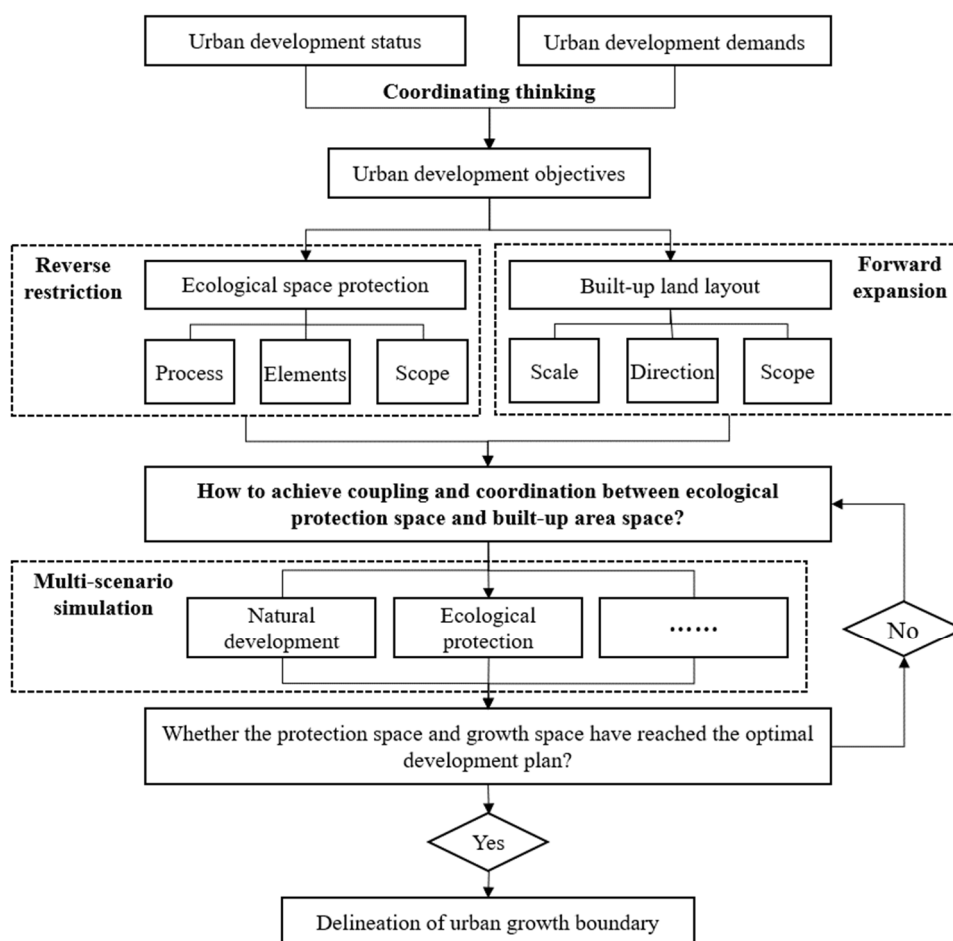 Urban development status
Urban development demands
Coordinating thinking
Urban development objectives
Reverse
restriction
Ecological space protection
Process
Elements
Scope
Built-up land layout
Forward
expansion
Scale
Direction
Scope
How to achieve coupling and coordination between ecological
protection space and built-up area space?
Multi-scenario
simulation
Natural
development
Ecological
protection
......
No
Whether the protection space and growth space have reached the optimal
development plan?
Yes
Delineation of urban growth boundary